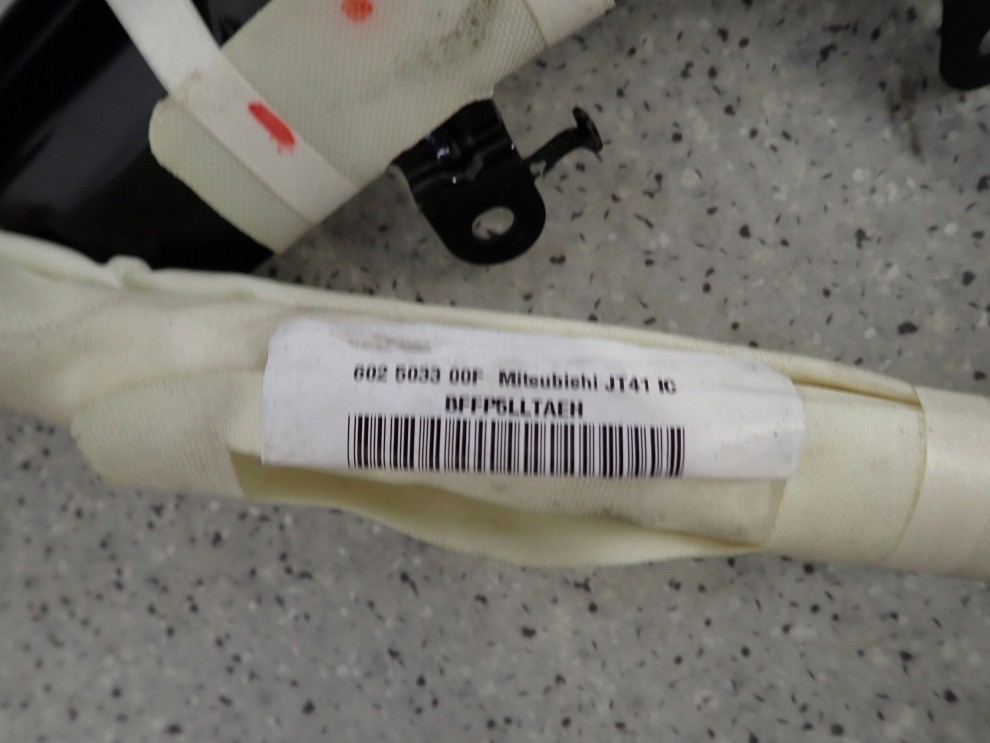 602 5033 00F Mitsubishi JT41 IC
BFFP5LLTAEH